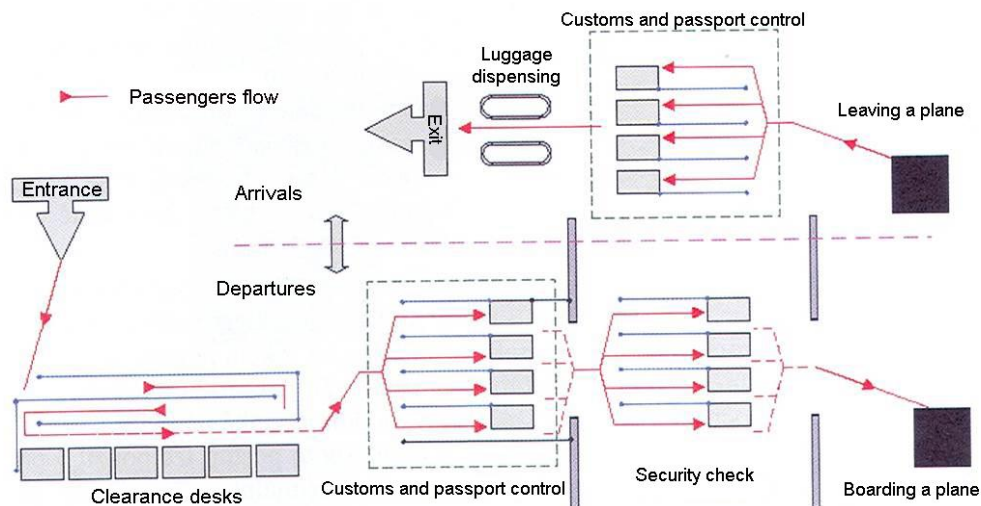 Customs and passport control
Luggage
dispensing
Passengers flow
Exit
Leaving a plane
Entrance
Arrivals
Departures
Clearance desks
Customs and passport control
Security check
Boarding a plane